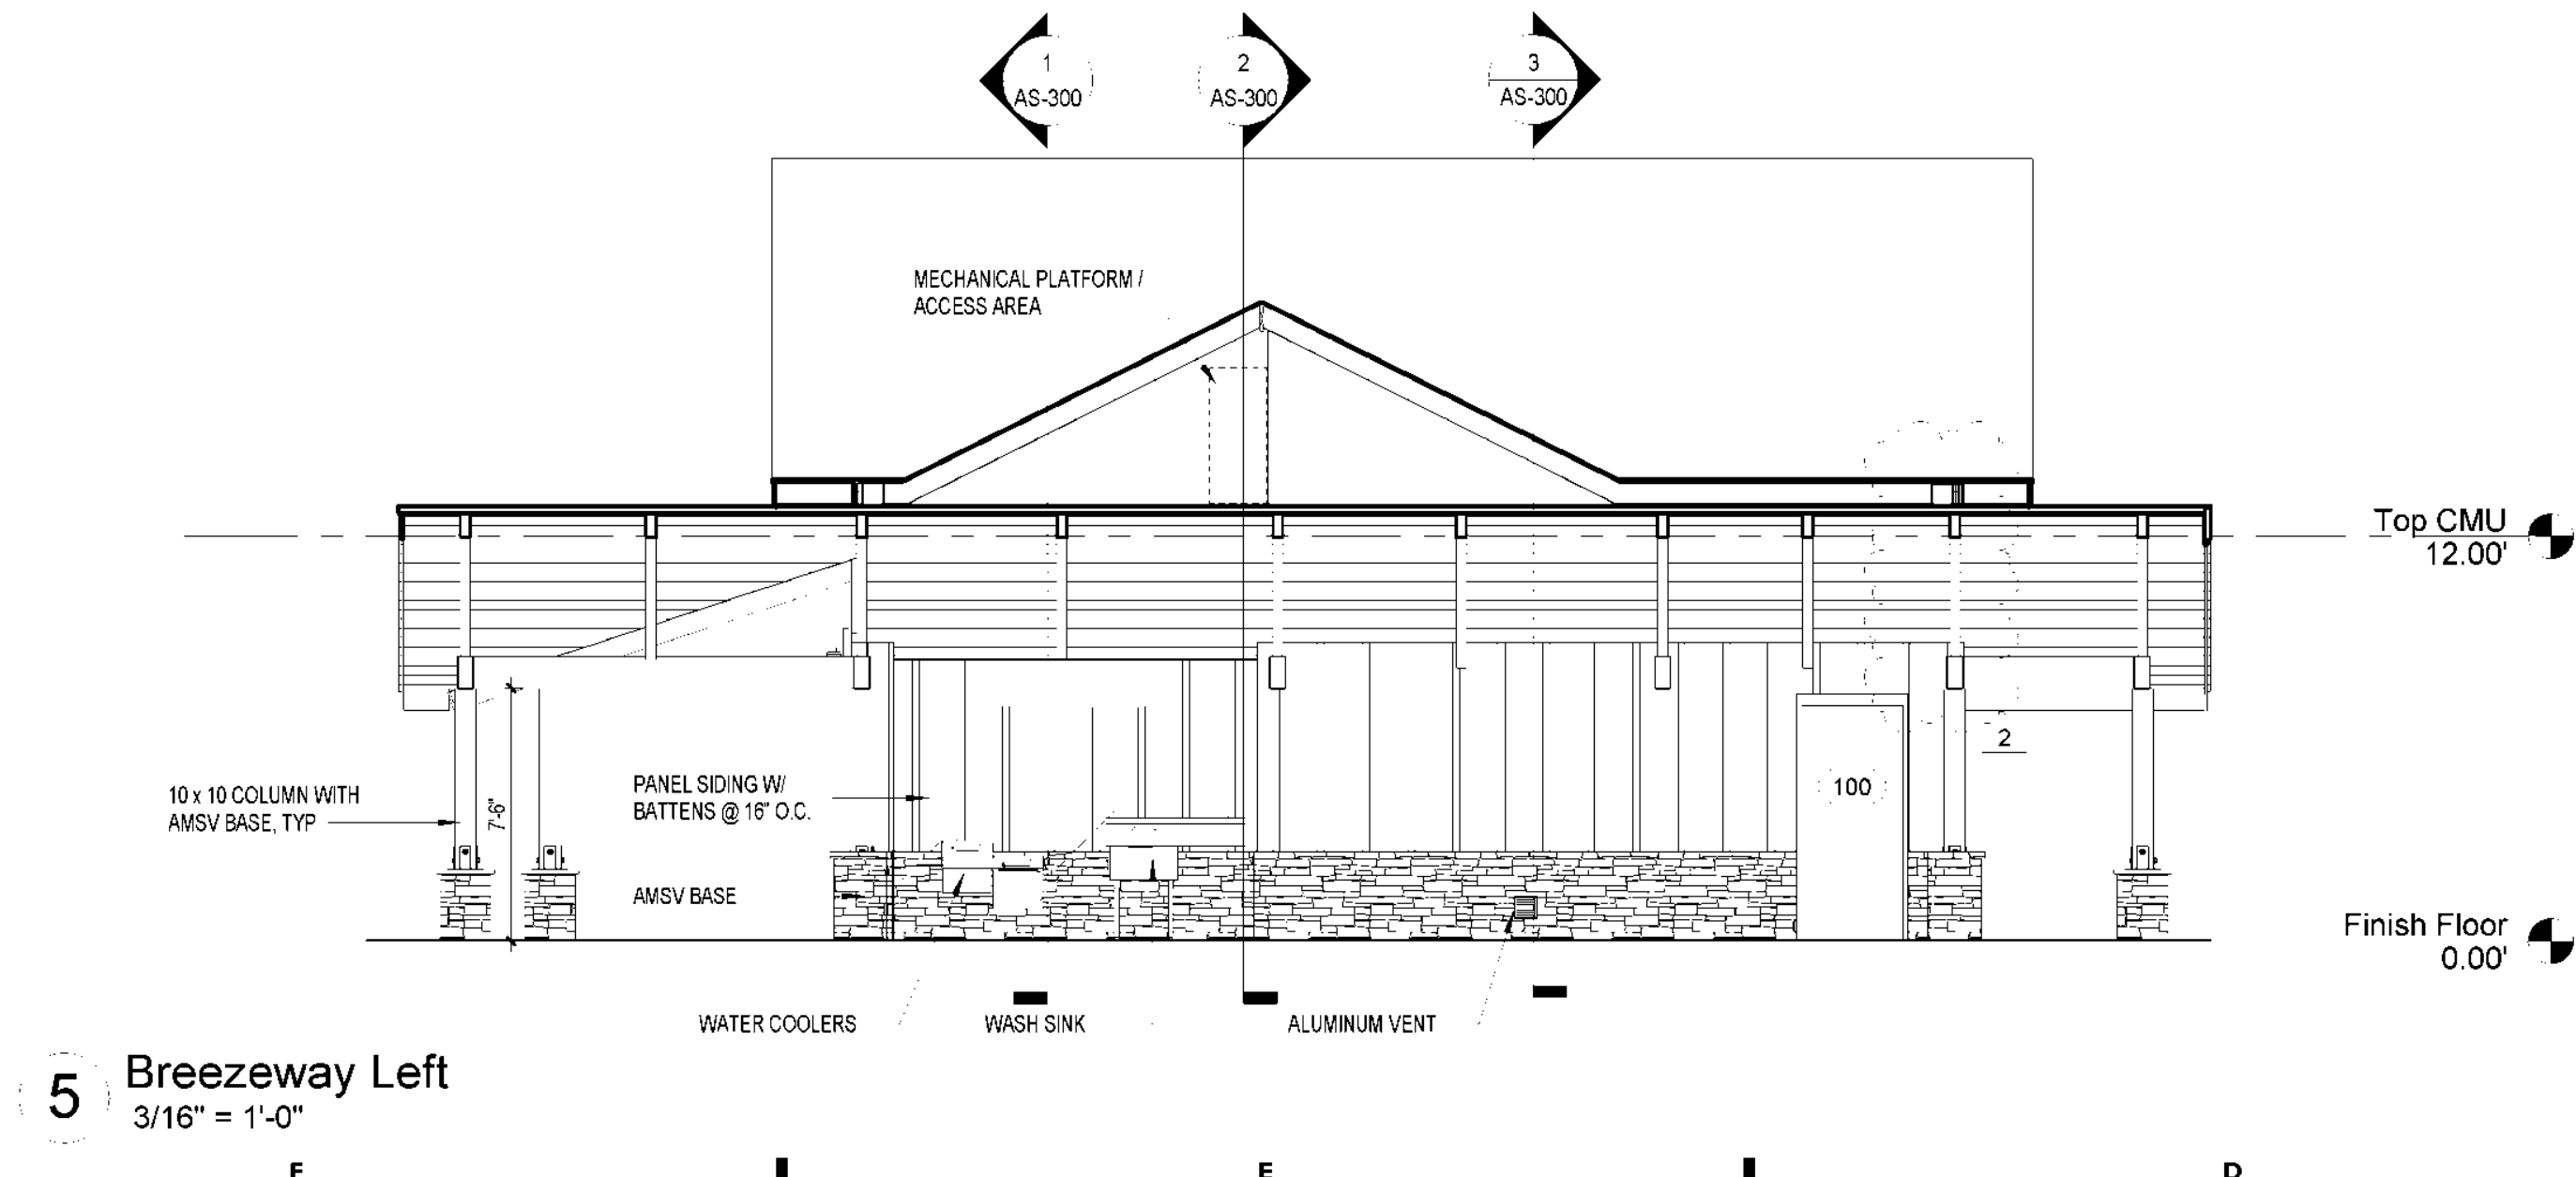 1
AS-300
2
AS-300
3
AS-300
MECHANICAL PLATFORM /
ACCESS AREA
Top CMU
12.00'
2
100
10 x 10 COLUMN WITH
AMSV BASE, TYP
7'-6"
PANEL SIDING W/
BATTENS @ 16" O.C.
AMSV BASE
Finish Floor
0.00'
WATER COOLERS
WASH SINK
ALUMINUM VENT
5
Breezeway Left
3/16" = 1'-0"